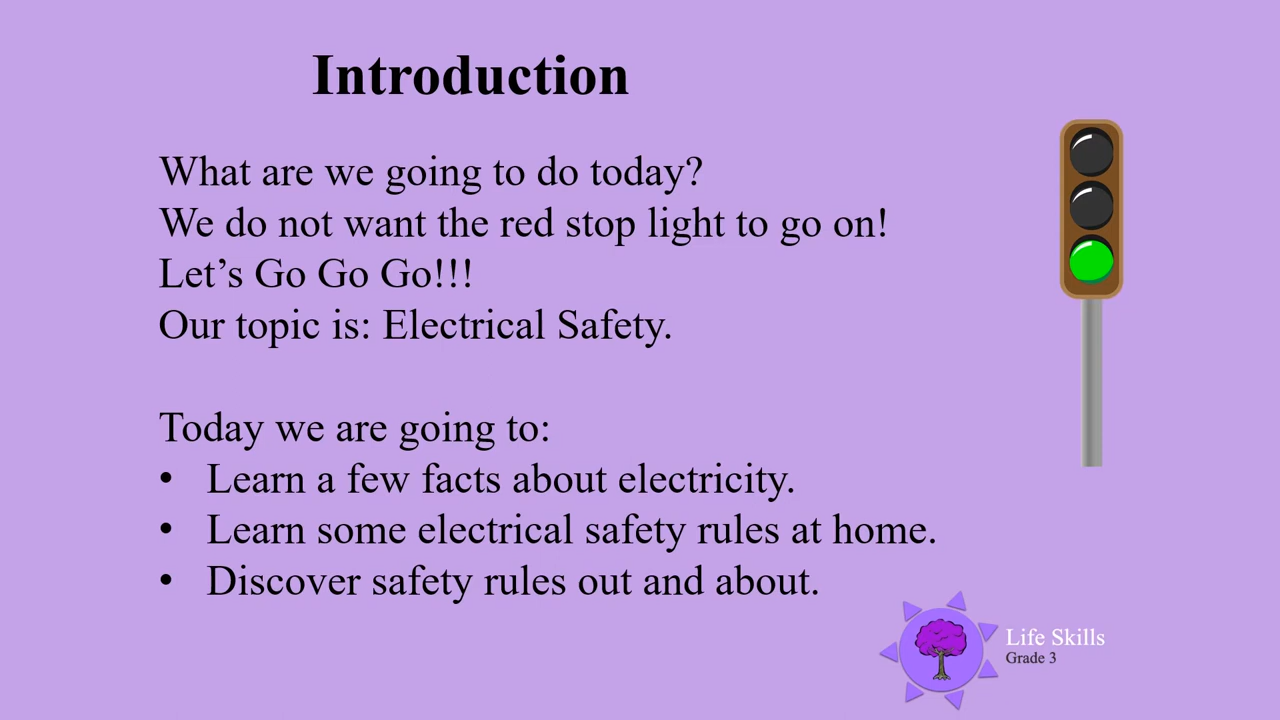 Introduction
What are we going to do today?
We do not want the red stop light to go on!
Let’s Go Go Go!!!
Our topic is: Electrical Safety.
Today we are going to:
• Learn a few facts about electricity.
• Learn some electrical safety rules at home.
• Discover safety rules out and about.
Life Skills
Grade 3